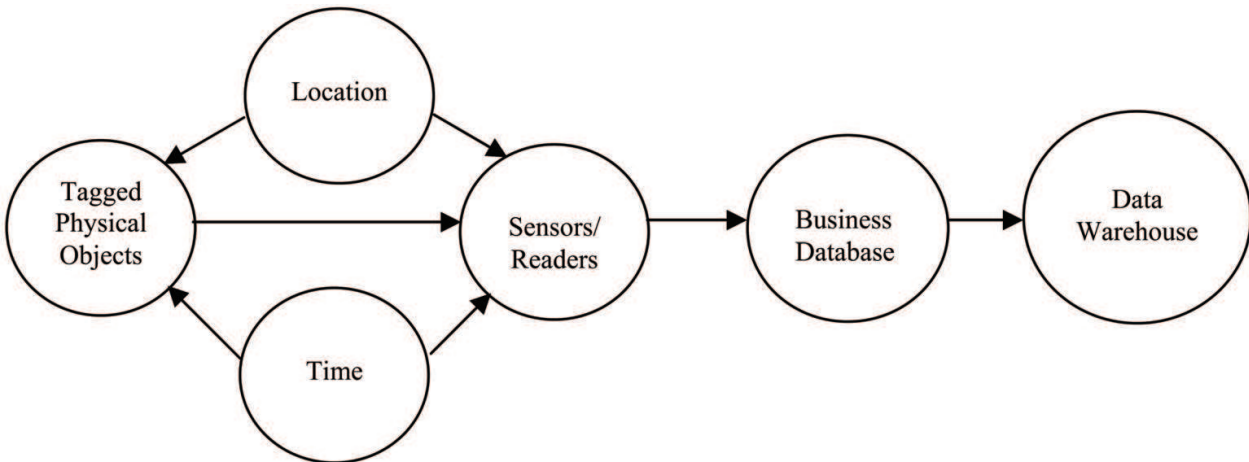 Location
Tagged
Physical
Objects
Sensors/
Readers
Business
Database
Data
Warehouse
Time